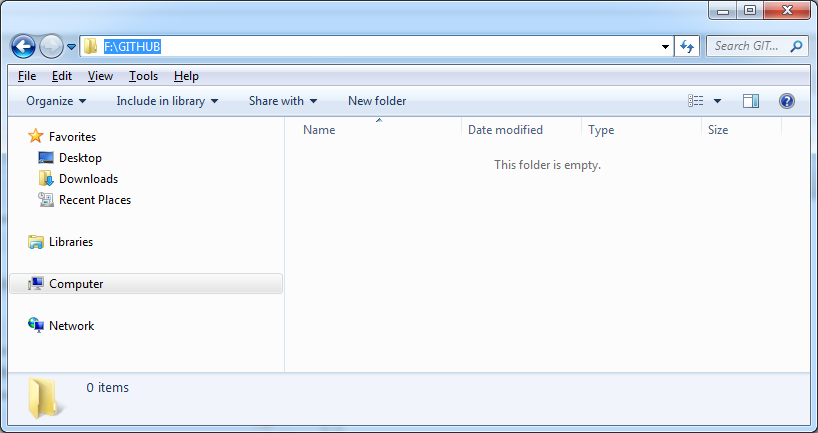 F:\GITHUB
Search GIT...
File Edit View Tools Help
Organize Include in library Share with New folder
Favorites
Desktop
Downloads
Recent Places
Libraries
Computer
Network
Name Date modified Type Size
This folder is empty.
0 items